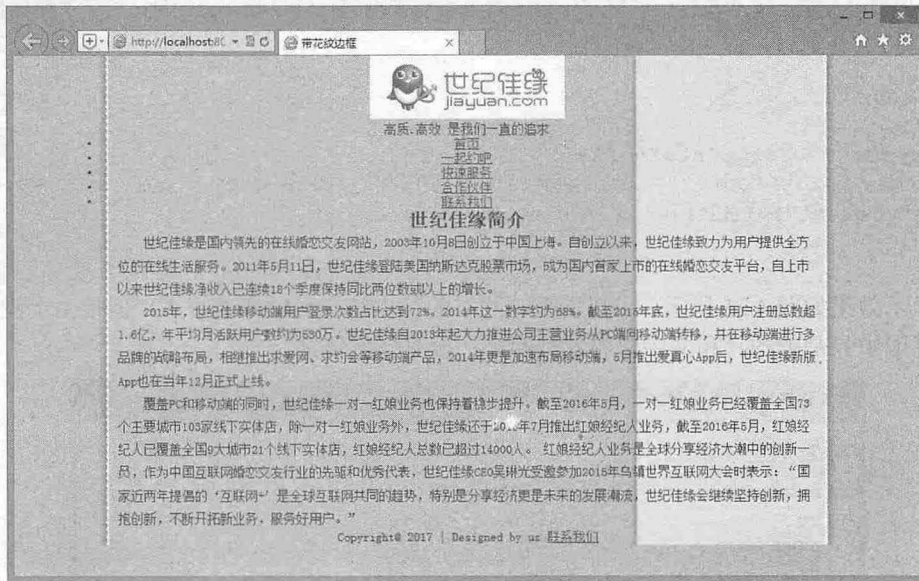 http://localhost:80
带花纹边框
世纪佳缘
jiayuan.com
高质.高效 是我们一直的追求
首页
一起约吧
快速服务
合作伙伴
联系我们
世纪佳缘简介
世纪佳缘是国内领先的在线婚恋交友网站，2003年10月8日创立于中国上海。自创立以来，世纪佳缘致力为用户提供全方
位的在线生活服务。2011年5月11日，世纪佳缘登陆美国纳斯达克股票市场，成为国内首家上市的在线婚恋交友平台，自上市
以来世纪佳缘净收入已连续18个季度保持同比两位数或以上的增长。
2015年，世纪佳缘移动端用户登录次数占比达到72%。2014年这一数字约为68%。截至2015年底，世纪佳缘用户注册总数超
1.6亿，年平均月活跃用户数约为530万。世纪佳缘自2013年起大力推进公司主营业务从PC端向移动端转移，并在移动端进行多
品牌的战略布局，相继推出求爱网、求约会等移动端产品，2014年更是加速布局移动端，5月推出爱真心App后，世纪佳缘新版
App也在当年12月正式上线。
覆盖PC和移动端的同时，世纪佳缘一对一红娘业务也保持着稳步提升。截至2016年5月，一对一红娘业务已经覆盖全国73
个主要城市103家线下实体店，除一对一红娘业务外，世纪佳缘还于年7月推出红娘经纪人业务，截至2016年5月，红娘经
纪人已覆盖全国9大城市21个线下实体店，红娘经纪人总数已超过14000人。 红娘经纪人业务是全球分享经济大潮中的创新一
员，作为中国互联网婚恋交友行业的先驱和优秀代表，世纪佳缘CEO吴琳光受邀参加2015年乌镇世界互联网大会时表示：“国
家近两年提倡的‘互联网+’是全球互联网共同的趋势，特别是分享经济更是未来的发展潮流，世纪佳缘会继续坚持创新，拥
抱创新，不断开拓新业务，服务好用户。”
Copyright© 2017 | Designed by us 联系我们